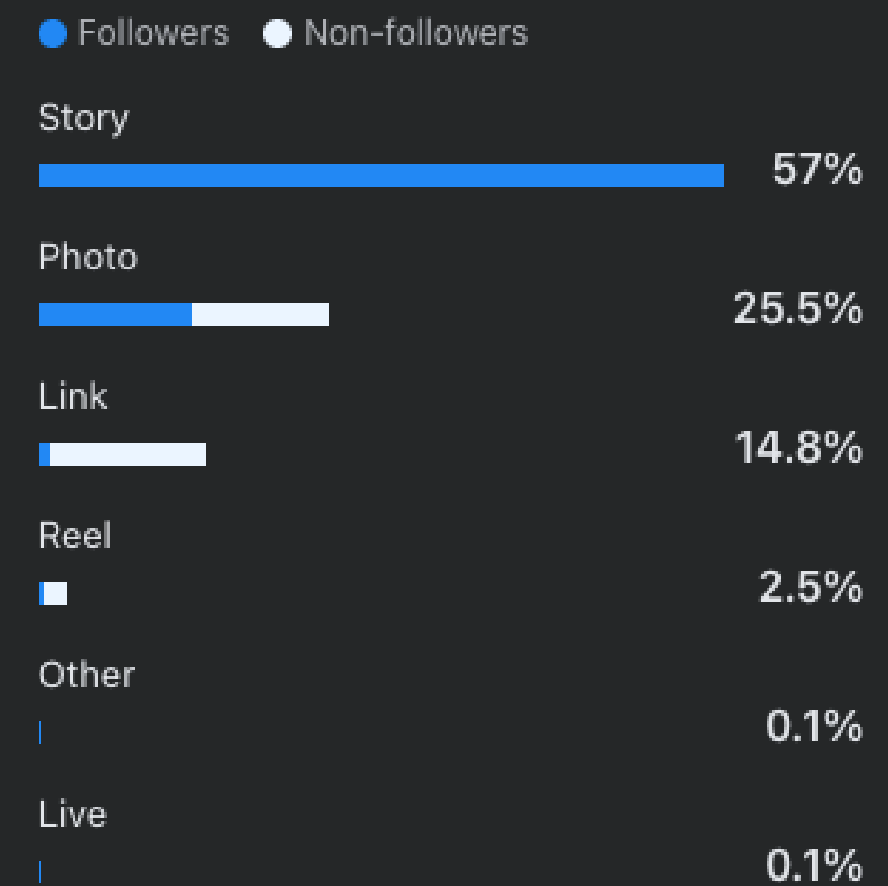 Followers Non-followers
Story
57%
Photo
25.5%
Link
14.8%
Reel
2.5%
Other
0.1%
Live
0.1%